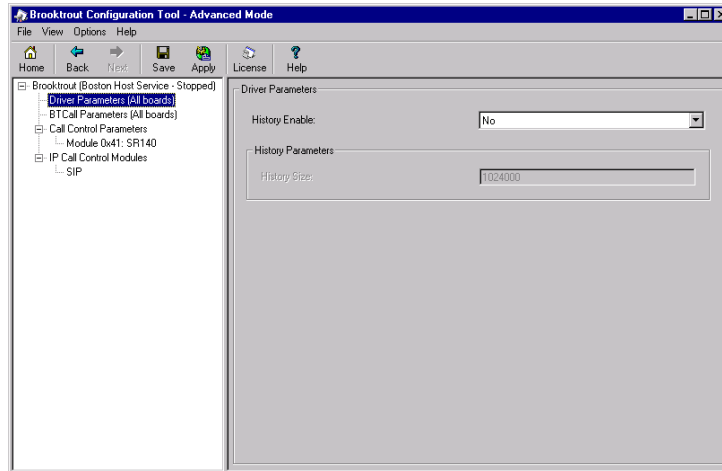 Brooktrout Configuration Tool - Advanced Mode
File View Options Help
Home Back Next Save Apply License Help
Brooktrout (Boston Host Service - Stopped)
Driver Parameters (All boards)
BTCall Parameters (All boards)
Call Control Parameters
Module 0x41: SR140
IP Call Control Modules
SIP
Driver Parameters
History Enable: No
History Parameters
History Size: 1024000